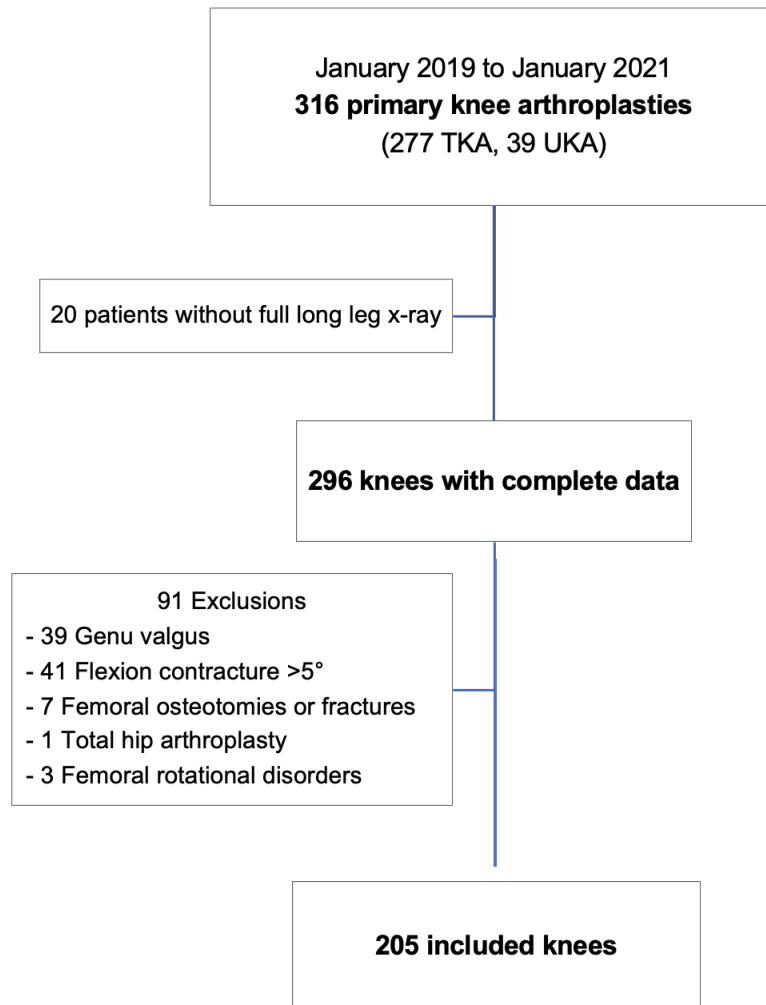 January 2019 to January 2021
316 primary knee arthroplasties
(277 TKA, 39 UKA)
20 patients without full long leg x-ray
296 knees with complete data
91 Exclusions
- 39 Genu valgus
- 41 Flexion contracture >5°
- 7 Femoral osteotomies or fractures
- 1 Total hip arthroplasty
- 3 Femoral rotational disorders
205 included knees